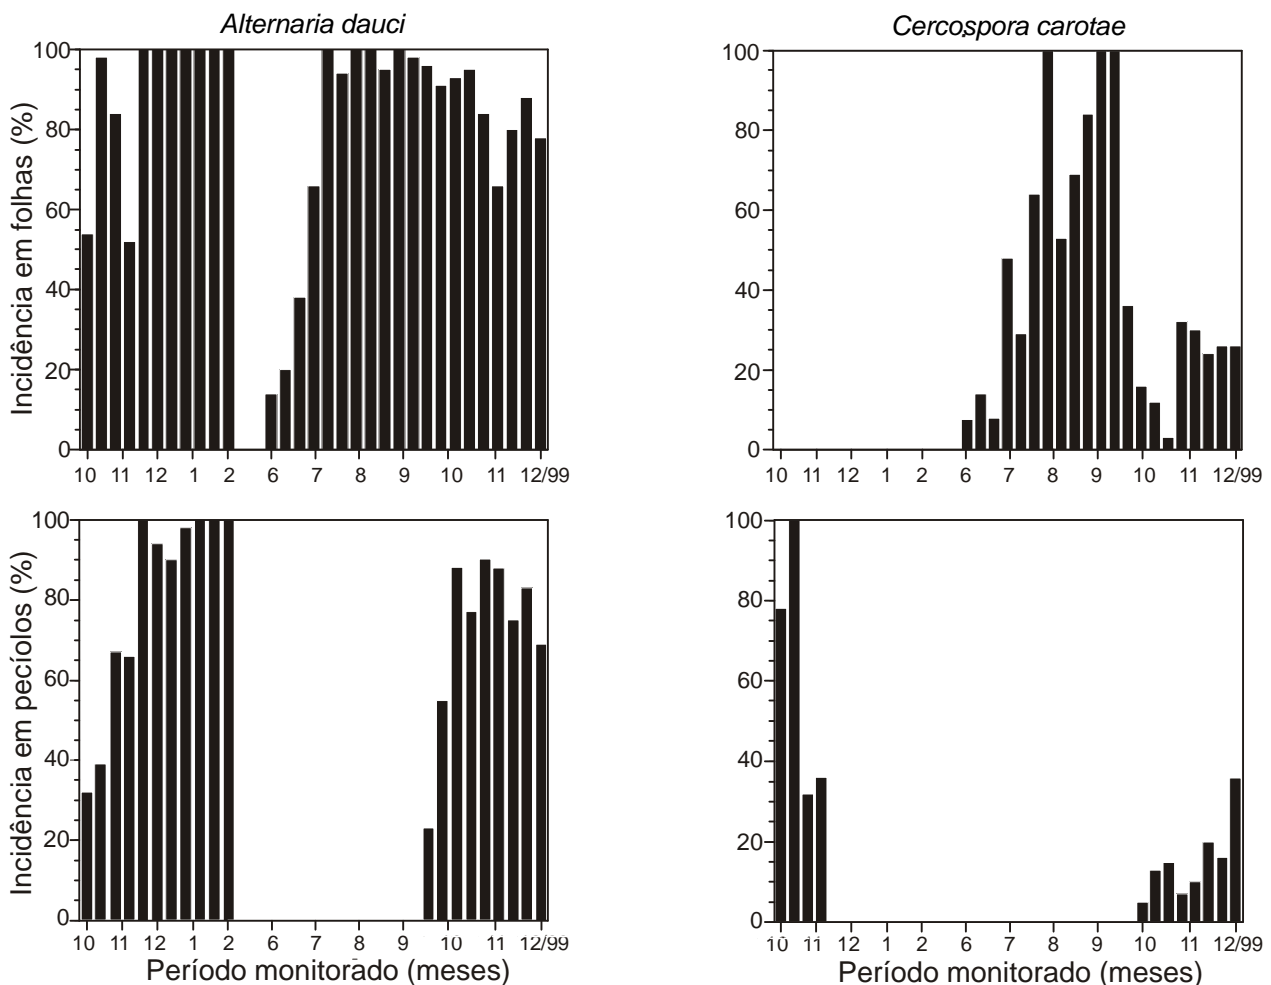 Alternaria dauci
Cercospora carotae
Incidência em folhas (%)
100
80
60
40
20
0
10 11 12 1 2 6 7 8 9 10 11 12/99
100
80
60
40
20
0
10 11 12 1 2 6 7 8 9 10 11 12/99
Incidência em pecíolos (%)
100
80
60
40
20
0
10 11 12 1 2 6 7 8 9 10 11 12/99
Período monitorado (meses)
100
80
60
40
20
0
10 11 12 1 2 6 7 8 9 10 11 12/99
Período monitorado (meses)